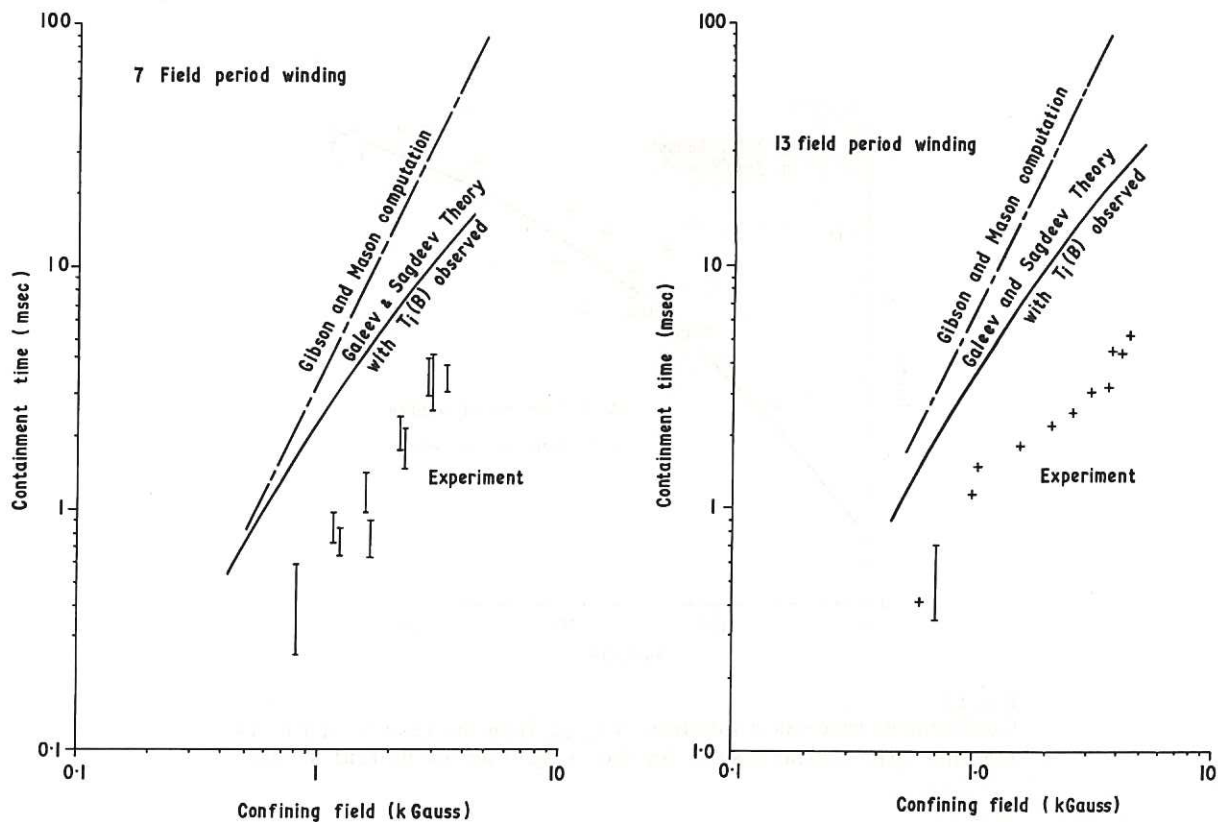 100
7 Field period winding
Gibson and Mason computation
Galeev & Sagdeev Theory
with Ti(B) observed
10
Containment time (msec)
Experiment
1
0·1
0·1
1
10
Confining field (kGauss)
100
13 field period winding
Gibson and Mason computation
Galeev and Sagdeev Theory
with Ti(B) observed
10
Containment time (msec)
Experiment
1
1·0
0·1
1·0
10
Confining field (kGauss)